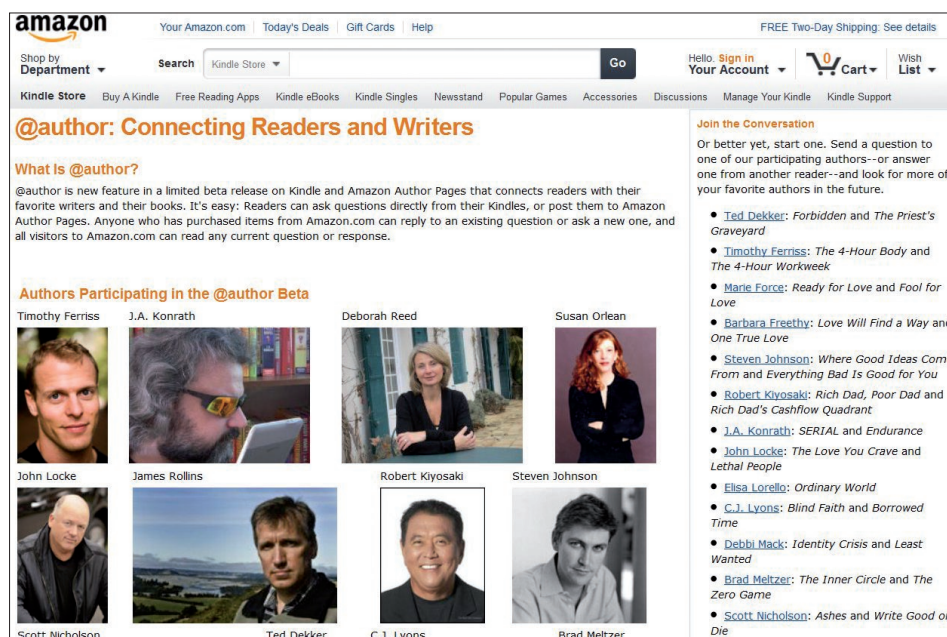 amazon
Your Amazon.com Today's Deals Gift Cards Help
FREE Two-Day Shipping: See details
Shop by
Department
Search Kindle Store Go
Hello. Sign in
Your Account
0
Cart
Wish
List
Kindle Store Buy A Kindle Free Reading Apps Kindle eBooks Kindle Singles Newsstand Popular Games Accessories Discussions Manage Your Kindle Kindle Support
@author: Connecting Readers and Writers
What Is @author?
@author is new feature in a limited beta release on Kindle and Amazon Author Pages that connects readers with their
favorite writers and their books. It's easy: Readers can ask questions directly from their Kindles, or post them to Amazon
Author Pages. Anyone who has purchased items from Amazon.com can reply to an existing question or ask a new one, and
all visitors to Amazon.com can read any current question or response.
Authors Participating in the @author Beta
Timothy Ferriss J.A. Konrath Deborah Reed Susan Orlean
John Locke James Rollins Robert Kiyosaki Steven Johnson
Scott Nicholson Ted Dekker C.J. Lyons Brad Meltzer
Join the Conversation
Or better yet, start one. Send a question to
one of our participating authors--or answer
one from another reader--and look for more of
your favorite authors in the future.
• Ted Dekker: Forbidden and The Priest's
Graveyard
• Timothy Ferriss: The 4-Hour Body and
The 4-Hour Workweek
• Marie Force: Ready for Love and Fool for
Love
• Barbara Freethy: Love Will Find a Way and
One True Love
• Steven Johnson: Where Good Ideas Com
From and Everything Bad Is Good for You
• Robert Kiyosaki: Rich Dad, Poor Dad and
Rich Dad's Cashflow Quadrant
• J.A. Konrath: SERIAL and Endurance
• John Locke: The Love You Crave and
Lethal People
• Elisa Lorello: Ordinary World
• C.J. Lyons: Blind Faith and Borrowed
Time
• Debbi Mack: Identity Crisis and Least
Wanted
• Brad Meltzer: The Inner Circle and The
Zero Game
• Scott Nicholson: Ashes and Write Good or
Die